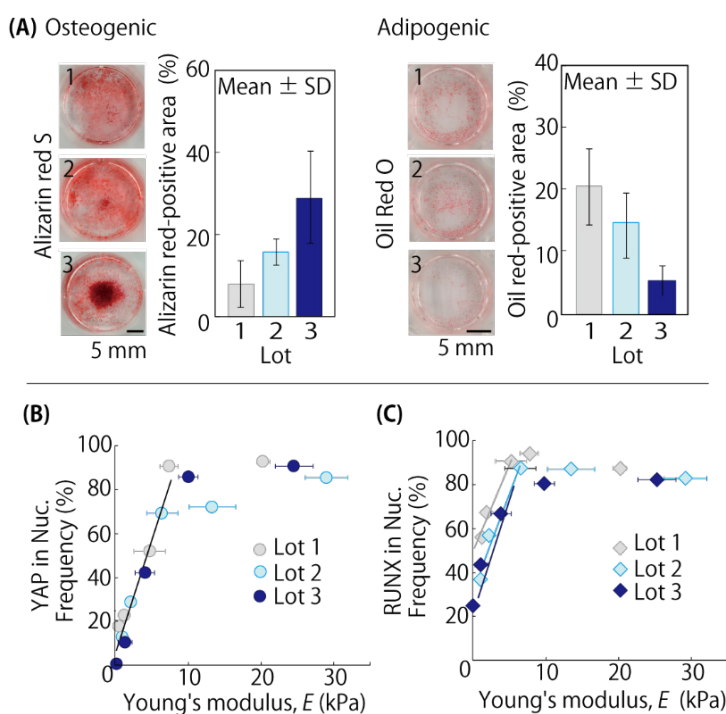 (A) Osteogenic
Adipogenic
Alizarin red S
1
2
3
5 mm
Alizarin red-positive area (%)
60
40
20
0
Mean ± SD
1 2 3
Lot
Oil Red O
1
2
3
5 mm
Oil red-positive area (%)
40
30
20
10
0
Mean ± SD
1 2 3
Lot
(B)
YAP in Nuc.
Frequency (%)
100
80
60
40
20
0
Lot 1
Lot 2
Lot 3
0 10 20 30
Young's modulus, E (kPa)
(C)
RUNX in Nuc.
Frequency (%)
100
80
60
40
20
0
Lot 1
Lot 2
Lot 3
0 10 20 30
Young's modulus, E (kPa)